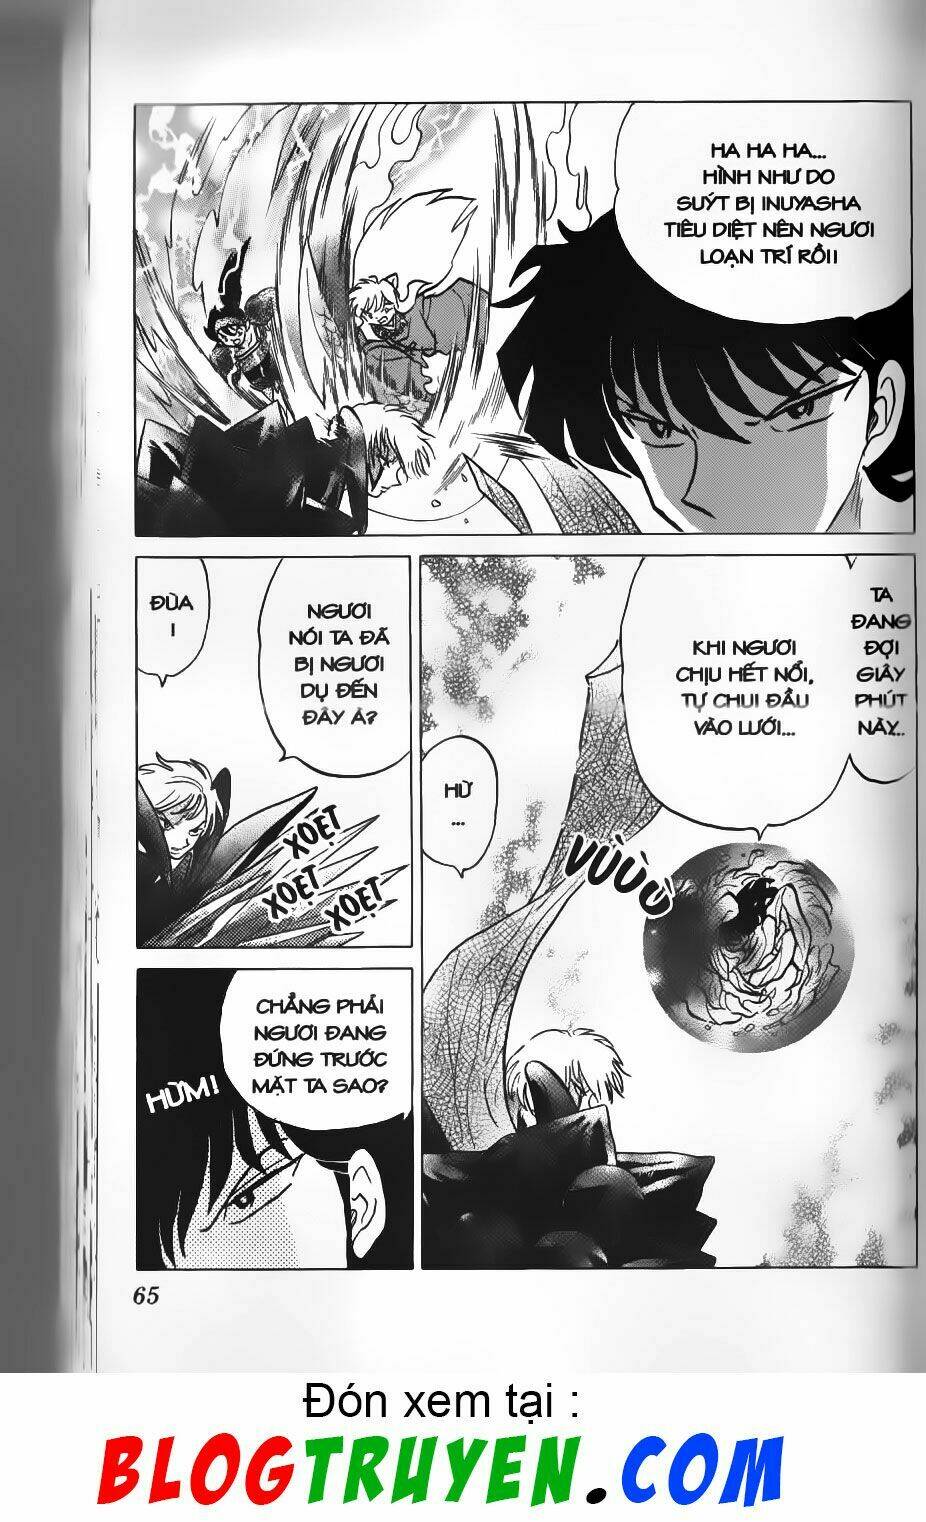 HA HA HA...
HÌNH NHƯ DO
SUÝT BỊ INUYASHA
TIÊU DIỆT NÊN NGƯƠI
LOẠN TRÍ RỒI!
TA
ĐANG
ĐỢI
GIÂY
PHÚT
NÀY...
KHI NGƯƠI
CHỊU HẾT NỔI,
TỰ CHUI ĐẦU
VÀO LƯỚI...
VÙÙÙ
HỪ
...
NGƯƠI
NÓI TA ĐÃ
BỊ NGƯƠI
DỤ ĐẾN
ĐÂY À?
ĐÙA
!
XOẸT
XOẸT
XOẸT
CHẲNG PHẢI
NGƯƠI ĐANG
ĐỨNG TRƯỚC
MẶT TA SAO?
HỪM!
65
Đón xem tại :
BLOGTRUYEN.COM